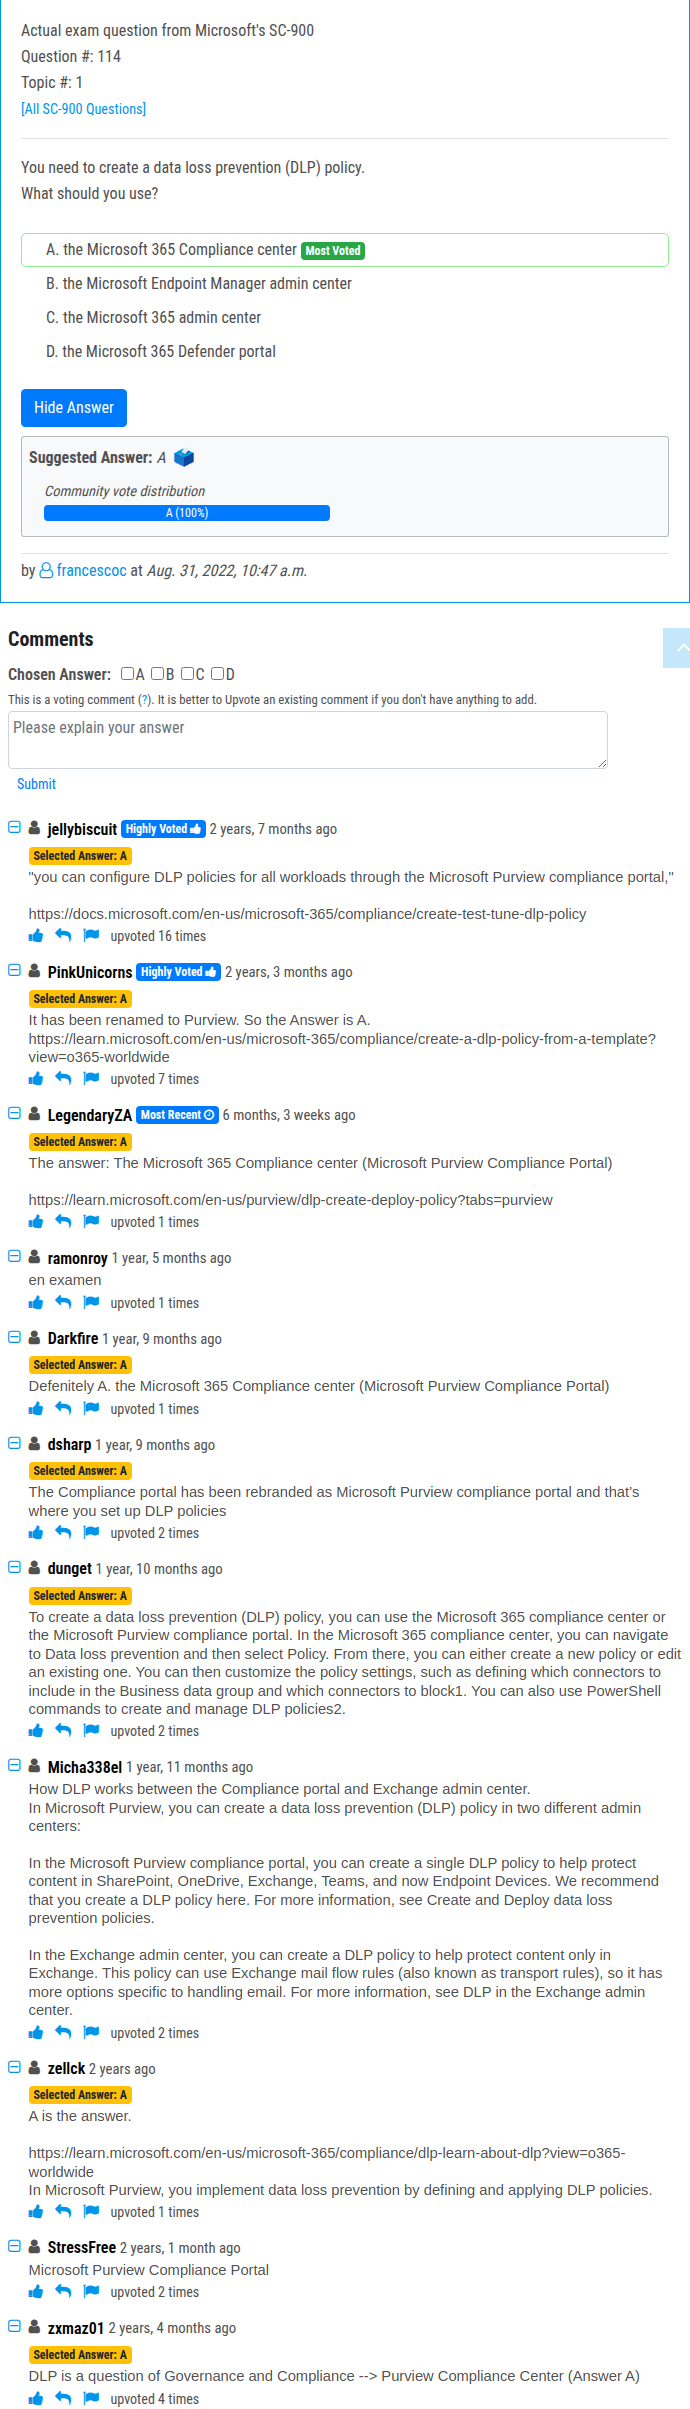 Actual exam question from Microsoft's SC-900
Question #: 114
Topic #: 1
[All SC-900 Questions]
You need to create a data loss prevention (DLP) policy.
What should you use?
A. the Microsoft 365 Compliance center Most Voted
B. the Microsoft Endpoint Manager admin center
C. the Microsoft 365 admin center
D. the Microsoft 365 Defender portal
Hide Answer
Suggested Answer: A
Community vote distribution
A (100%)
by francescoc at Aug. 31, 2022, 10:47 a.m.
Comments
Chosen Answer: A B C D
This is a voting comment (?). It is better to Upvote an existing comment if you don't have anything to add.
Please explain your answer
Submit
jellybiscuit Highly Voted 2 years, 7 months ago
Selected Answer: A
"you can configure DLP policies for all workloads through the Microsoft Purview compliance portal,"
https://docs.microsoft.com/en-us/microsoft-365/compliance/create-test-tune-dlp-policy
upvoted 16 times
PinkUnicorns Highly Voted 2 years, 3 months ago
Selected Answer: A
It has been renamed to Purview. So the Answer is A.
https://learn.microsoft.com/en-us/microsoft-365/compliance/create-a-dlp-policy-from-a-template?
view=o365-worldwide
upvoted 7 times
LegendaryZA Most Recent 6 months, 3 weeks ago
Selected Answer: A
The answer: The Microsoft 365 Compliance center (Microsoft Purview Compliance Portal)
https://learn.microsoft.com/en-us/purview/dlp-create-deploy-policy?tabs=purview
upvoted 1 times
ramonroy 1 year, 5 months ago
en examen
upvoted 1 times
Darkfire 1 year, 9 months ago
Selected Answer: A
Defenitely A. the Microsoft 365 Compliance center (Microsoft Purview Compliance Portal)
upvoted 1 times
dsharp 1 year, 9 months ago
Selected Answer: A
The Compliance portal has been rebranded as Microsoft Purview compliance portal and that's
where you set up DLP policies
upvoted 2 times
dunget 1 year, 10 months ago
Selected Answer: A
To create a data loss prevention (DLP) policy, you can use the Microsoft 365 compliance center or
the Microsoft Purview compliance portal. In the Microsoft 365 compliance center, you can navigate
to Data loss prevention and then select Policy. From there, you can either create a new policy or edit
an existing one. You can then customize the policy settings, such as defining which connectors to
include in the Business data group and which connectors to block1. You can also use PowerShell
commands to create and manage DLP policies2.
upvoted 2 times
Micha338el 1 year, 11 months ago
How DLP works between the Compliance portal and Exchange admin center.
In Microsoft Purview, you can create a data loss prevention (DLP) policy in two different admin
centers:
In the Microsoft Purview compliance portal, you can create a single DLP policy to help protect
content in SharePoint, OneDrive, Exchange, Teams, and now Endpoint Devices. We recommend
that you create a DLP policy here. For more information, see Create and Deploy data loss
prevention policies.
In the Exchange admin center, you can create a DLP policy to help protect content only in
Exchange. This policy can use Exchange mail flow rules (also known as transport rules), so it has
more options specific to handling email. For more information, see DLP in the Exchange admin
center.
upvoted 2 times
zellck 2 years ago
Selected Answer: A
A is the answer.
https://learn.microsoft.com/en-us/microsoft-365/compliance/dlp-learn-about-dlp?view=o365-
worldwide
In Microsoft Purview, you implement data loss prevention by defining and applying DLP policies.
upvoted 1 times
StressFree 2 years, 1 month ago
Microsoft Purview Compliance Portal
upvoted 2 times
zxmaz01 2 years, 4 months ago
Selected Answer: A
DLP is a question of Governance and Compliance --> Purview Compliance Center (Answer A)
upvoted 4 times